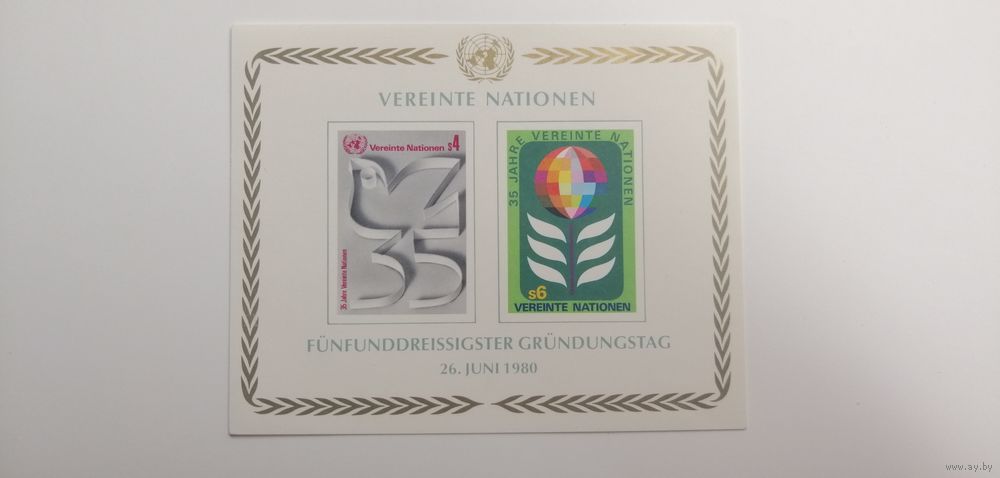 VEREINTE NATIONEN
Vereinte Nationen s4
35 Jahre Vereinte Nationen
35
35 JAHRE VEREINTE NATIONEN
s6
VEREINTE NATIONEN
FÜNFUNDDREISSIGSTER GRÜNDUNGSTAG
26. JUNI 1980
www.ay.by